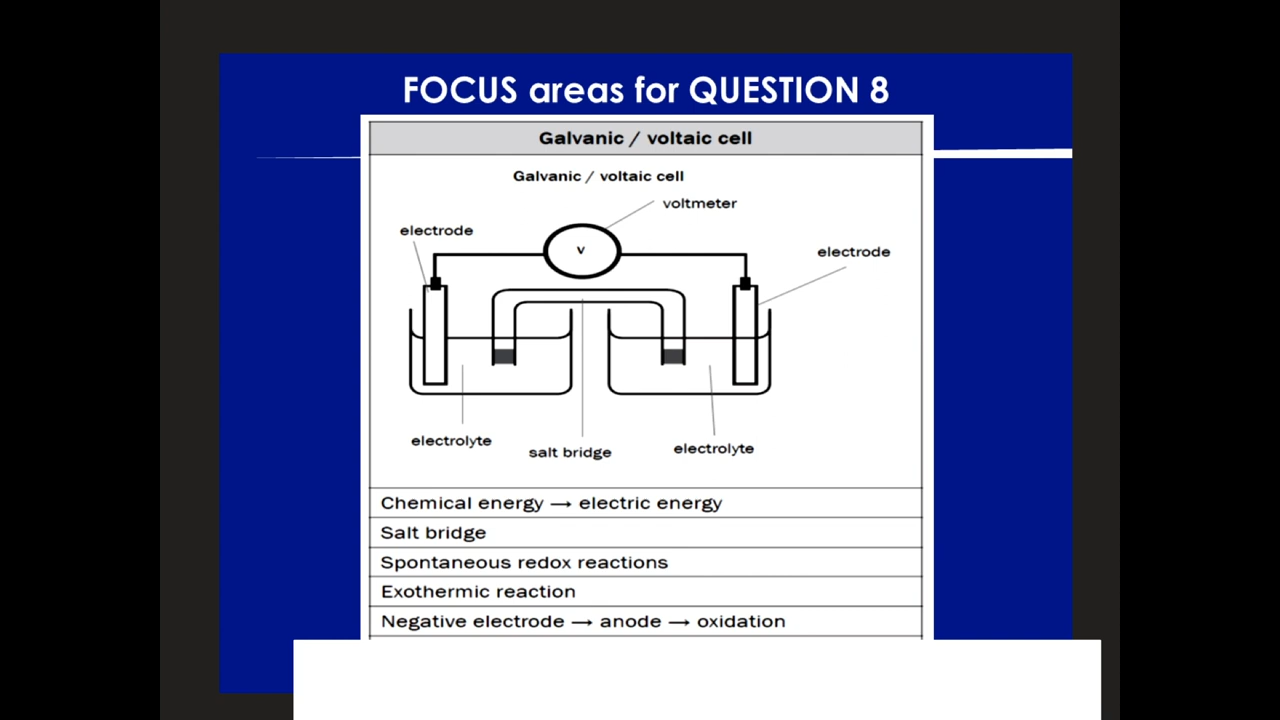 FOCUS areas for QUESTION 8
Galvanic / voltaic cell
Galvanic / voltaic cell
voltmeter
electrode
V
electrode
electrolyte
salt bridge
electrolyte
Chemical energy → electric energy
Salt bridge
Spontaneous redox reactions
Exothermic reaction
Negative electrode → anode → oxidation